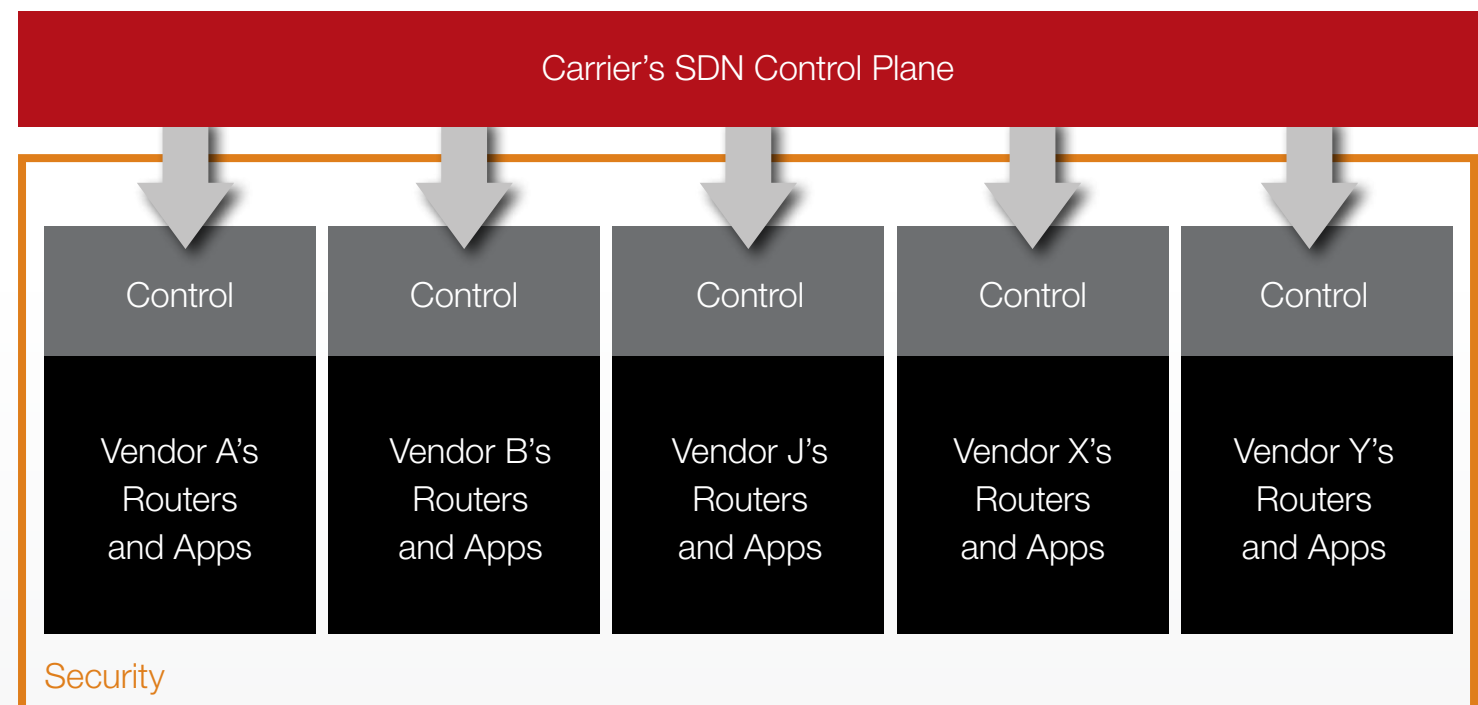 Carrier’s SDN Control Plane
Control
Control
Control
Control
Control
Vendor A’s
Routers
and Apps
Vendor B’s
Routers
and Apps
Vendor J’s
Routers
and Apps
Vendor X’s
Routers
and Apps
Vendor Y’s
Routers
and Apps
Security